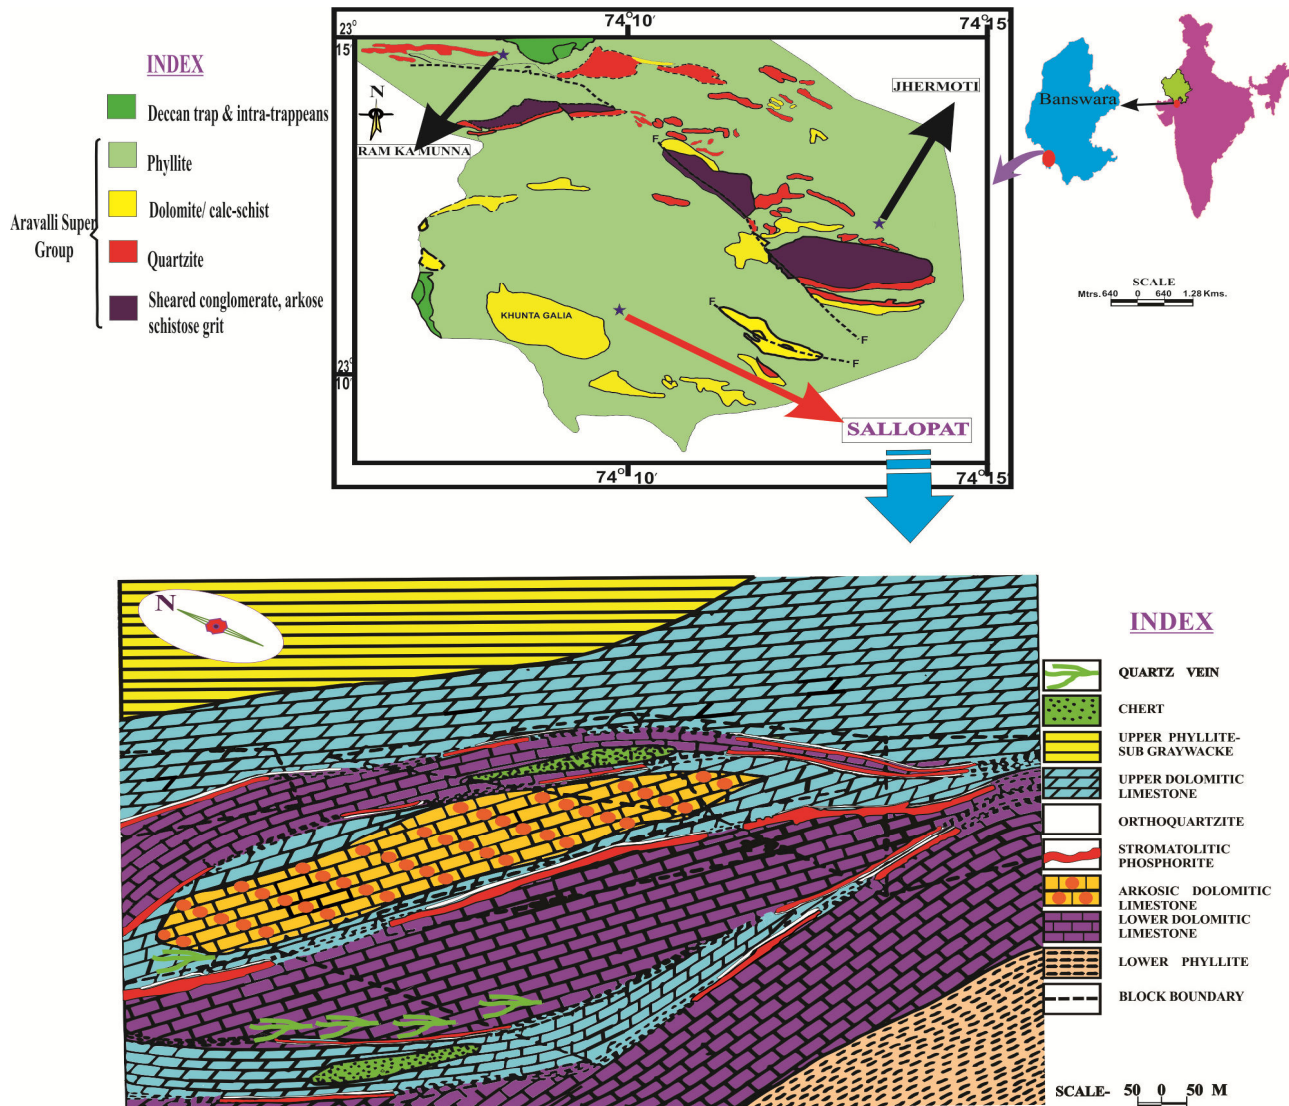 INDEX
Deccan trap & intra-trappeans
Phyllite
Dolomite/ calc-schist
Quartzite
Sheared conglomerate, arkose
schistose grit
Aravalli Super
Group
23°
15′
74° 10′
74° 15′
N
RAM KA MUNNA
JHERMOTI
F
F
KHUNTA GALIA
F
F
23°
10′
SALLOPAT
74° 10′
74° 15′
Banswara
SCALE
Mtrs. 640 0 640 1.28 Kms.
N
INDEX
QUARTZ VEIN
CHERT
UPPER PHYLLITE-
SUB GRAYWACKE
UPPER DOLOMITIC
LIMESTONE
ORTHOQUARTZITE
STROMATOLITIC
PHOSPHORITE
ARKOSIC DOLOMITIC
LIMESTONE
LOWER DOLOMITIC
LIMESTONE
LOWER PHYLLITE
BLOCK BOUNDARY
SCALE- 50 0 50 M